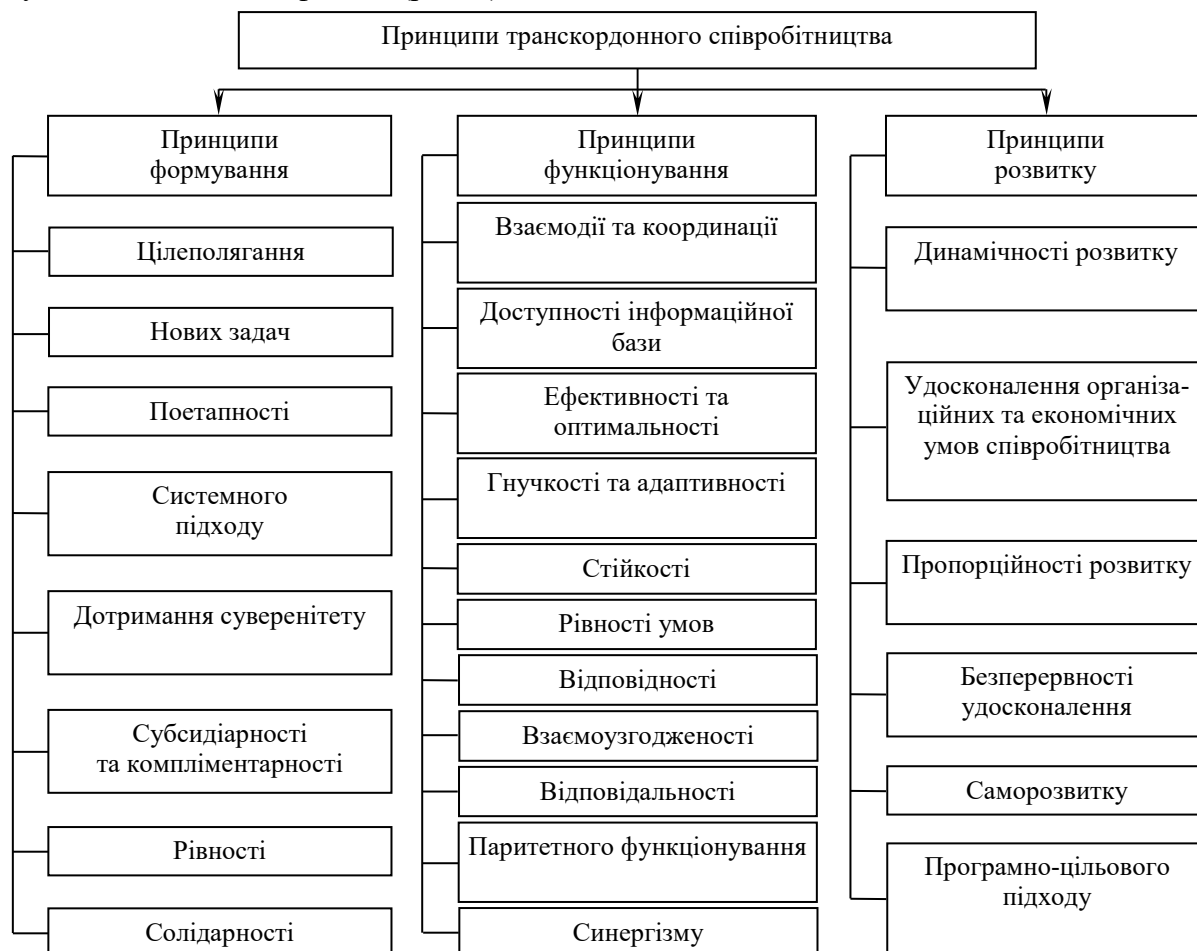 Принципи транскордонного співробітництва
Принципи
формування
Цілеполягання
Нових задач
Поетапності
Системного
підходу
Дотримання суверенітету
Субсидіарності
та компліментарності
Рівності
Солідарності
Принципи
функціонування
Взаємодії та координації
Доступності інформаційної
бази
Ефективності та
оптимальності
Гнучкості та адаптивності
Стійкості
Рівності умов
Відповідності
Взаємоузгодженості
Відповідальності
Паритетного функціонування
Синергізму
Принципи
розвитку
Динамічності розвитку
Удосконалення організа-
ційних та економічних
умов співробітництва
Пропорційності розвитку
Безперервності
удосконалення
Саморозвитку
Програмно-цільового
підходу